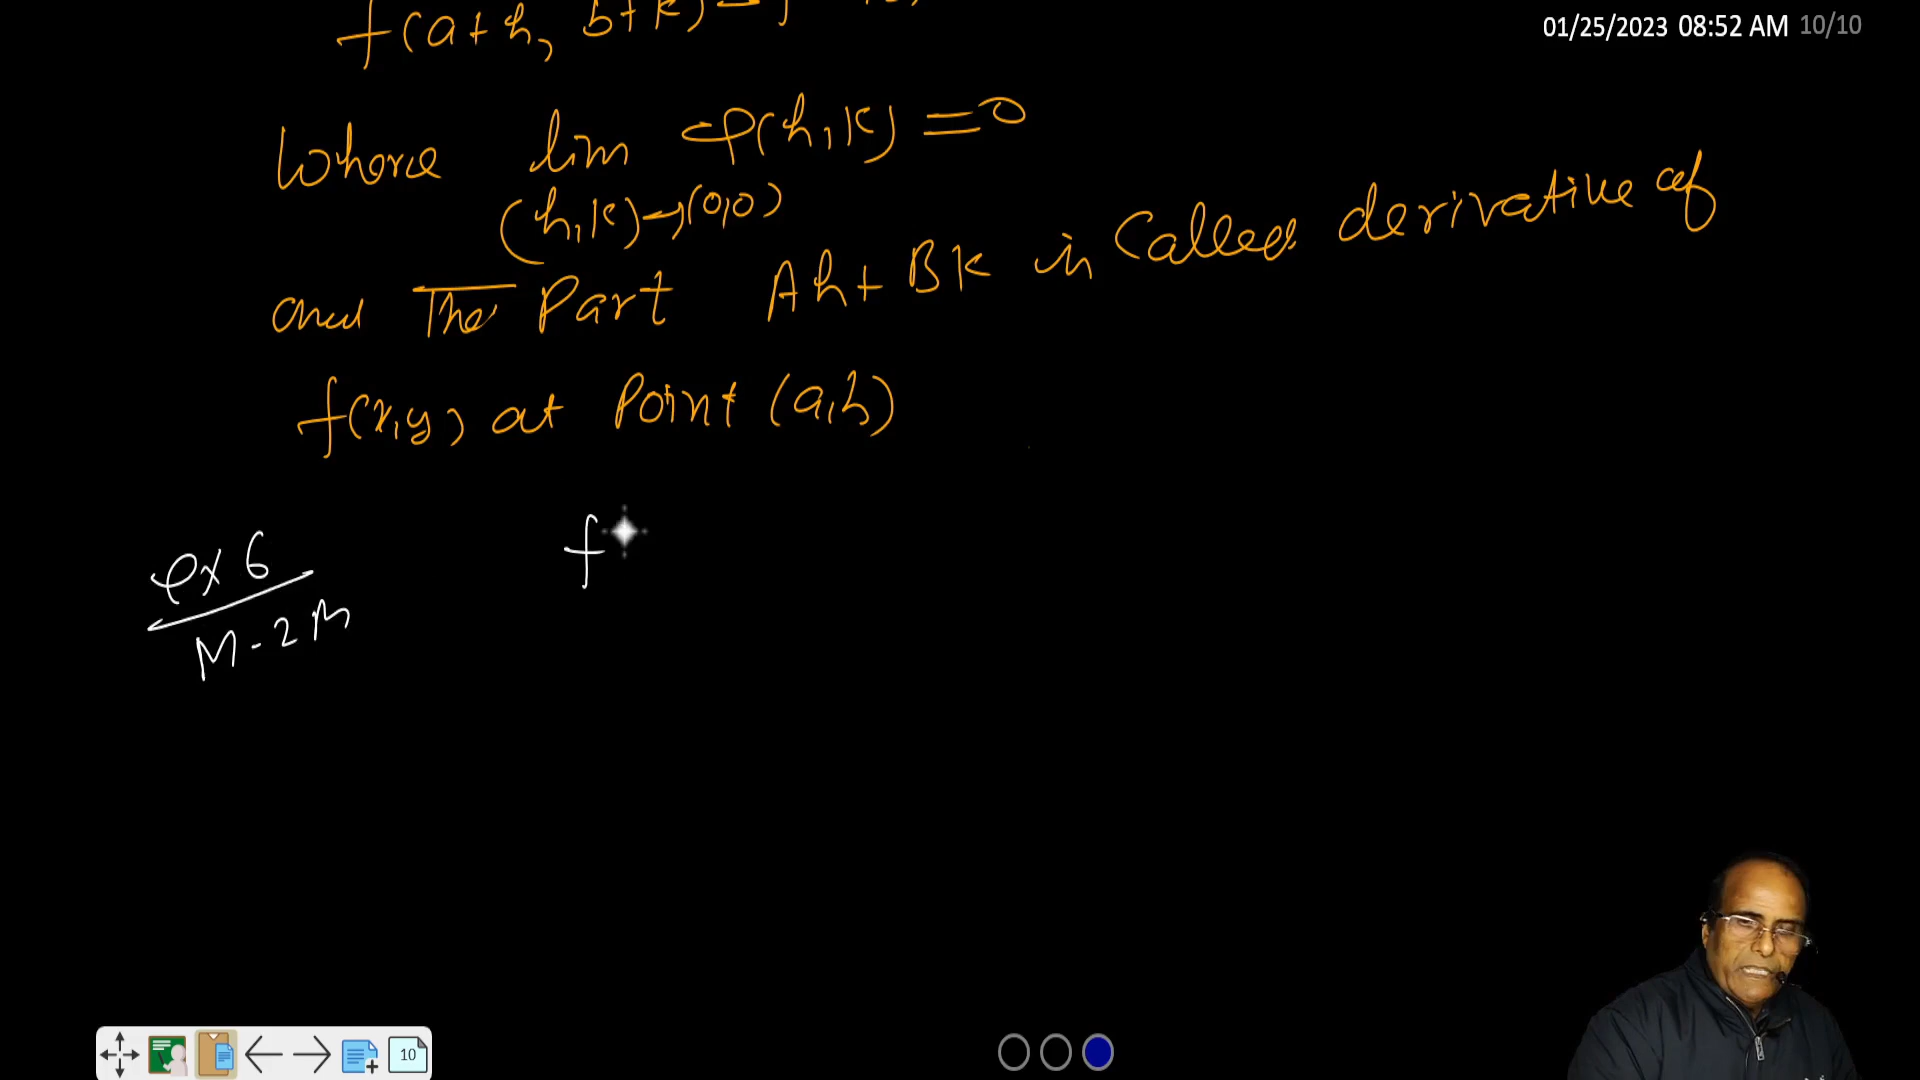 01/25/2023 08:52 AM 10/10
f(a+h, b+k)-f
Where lim φ(h,k) =0
(h,k)→(0,0)
and The Part Ah+Bk is Called derivative of
f(x,y) at Point (a,b)
ex 6
M-2M
f
10